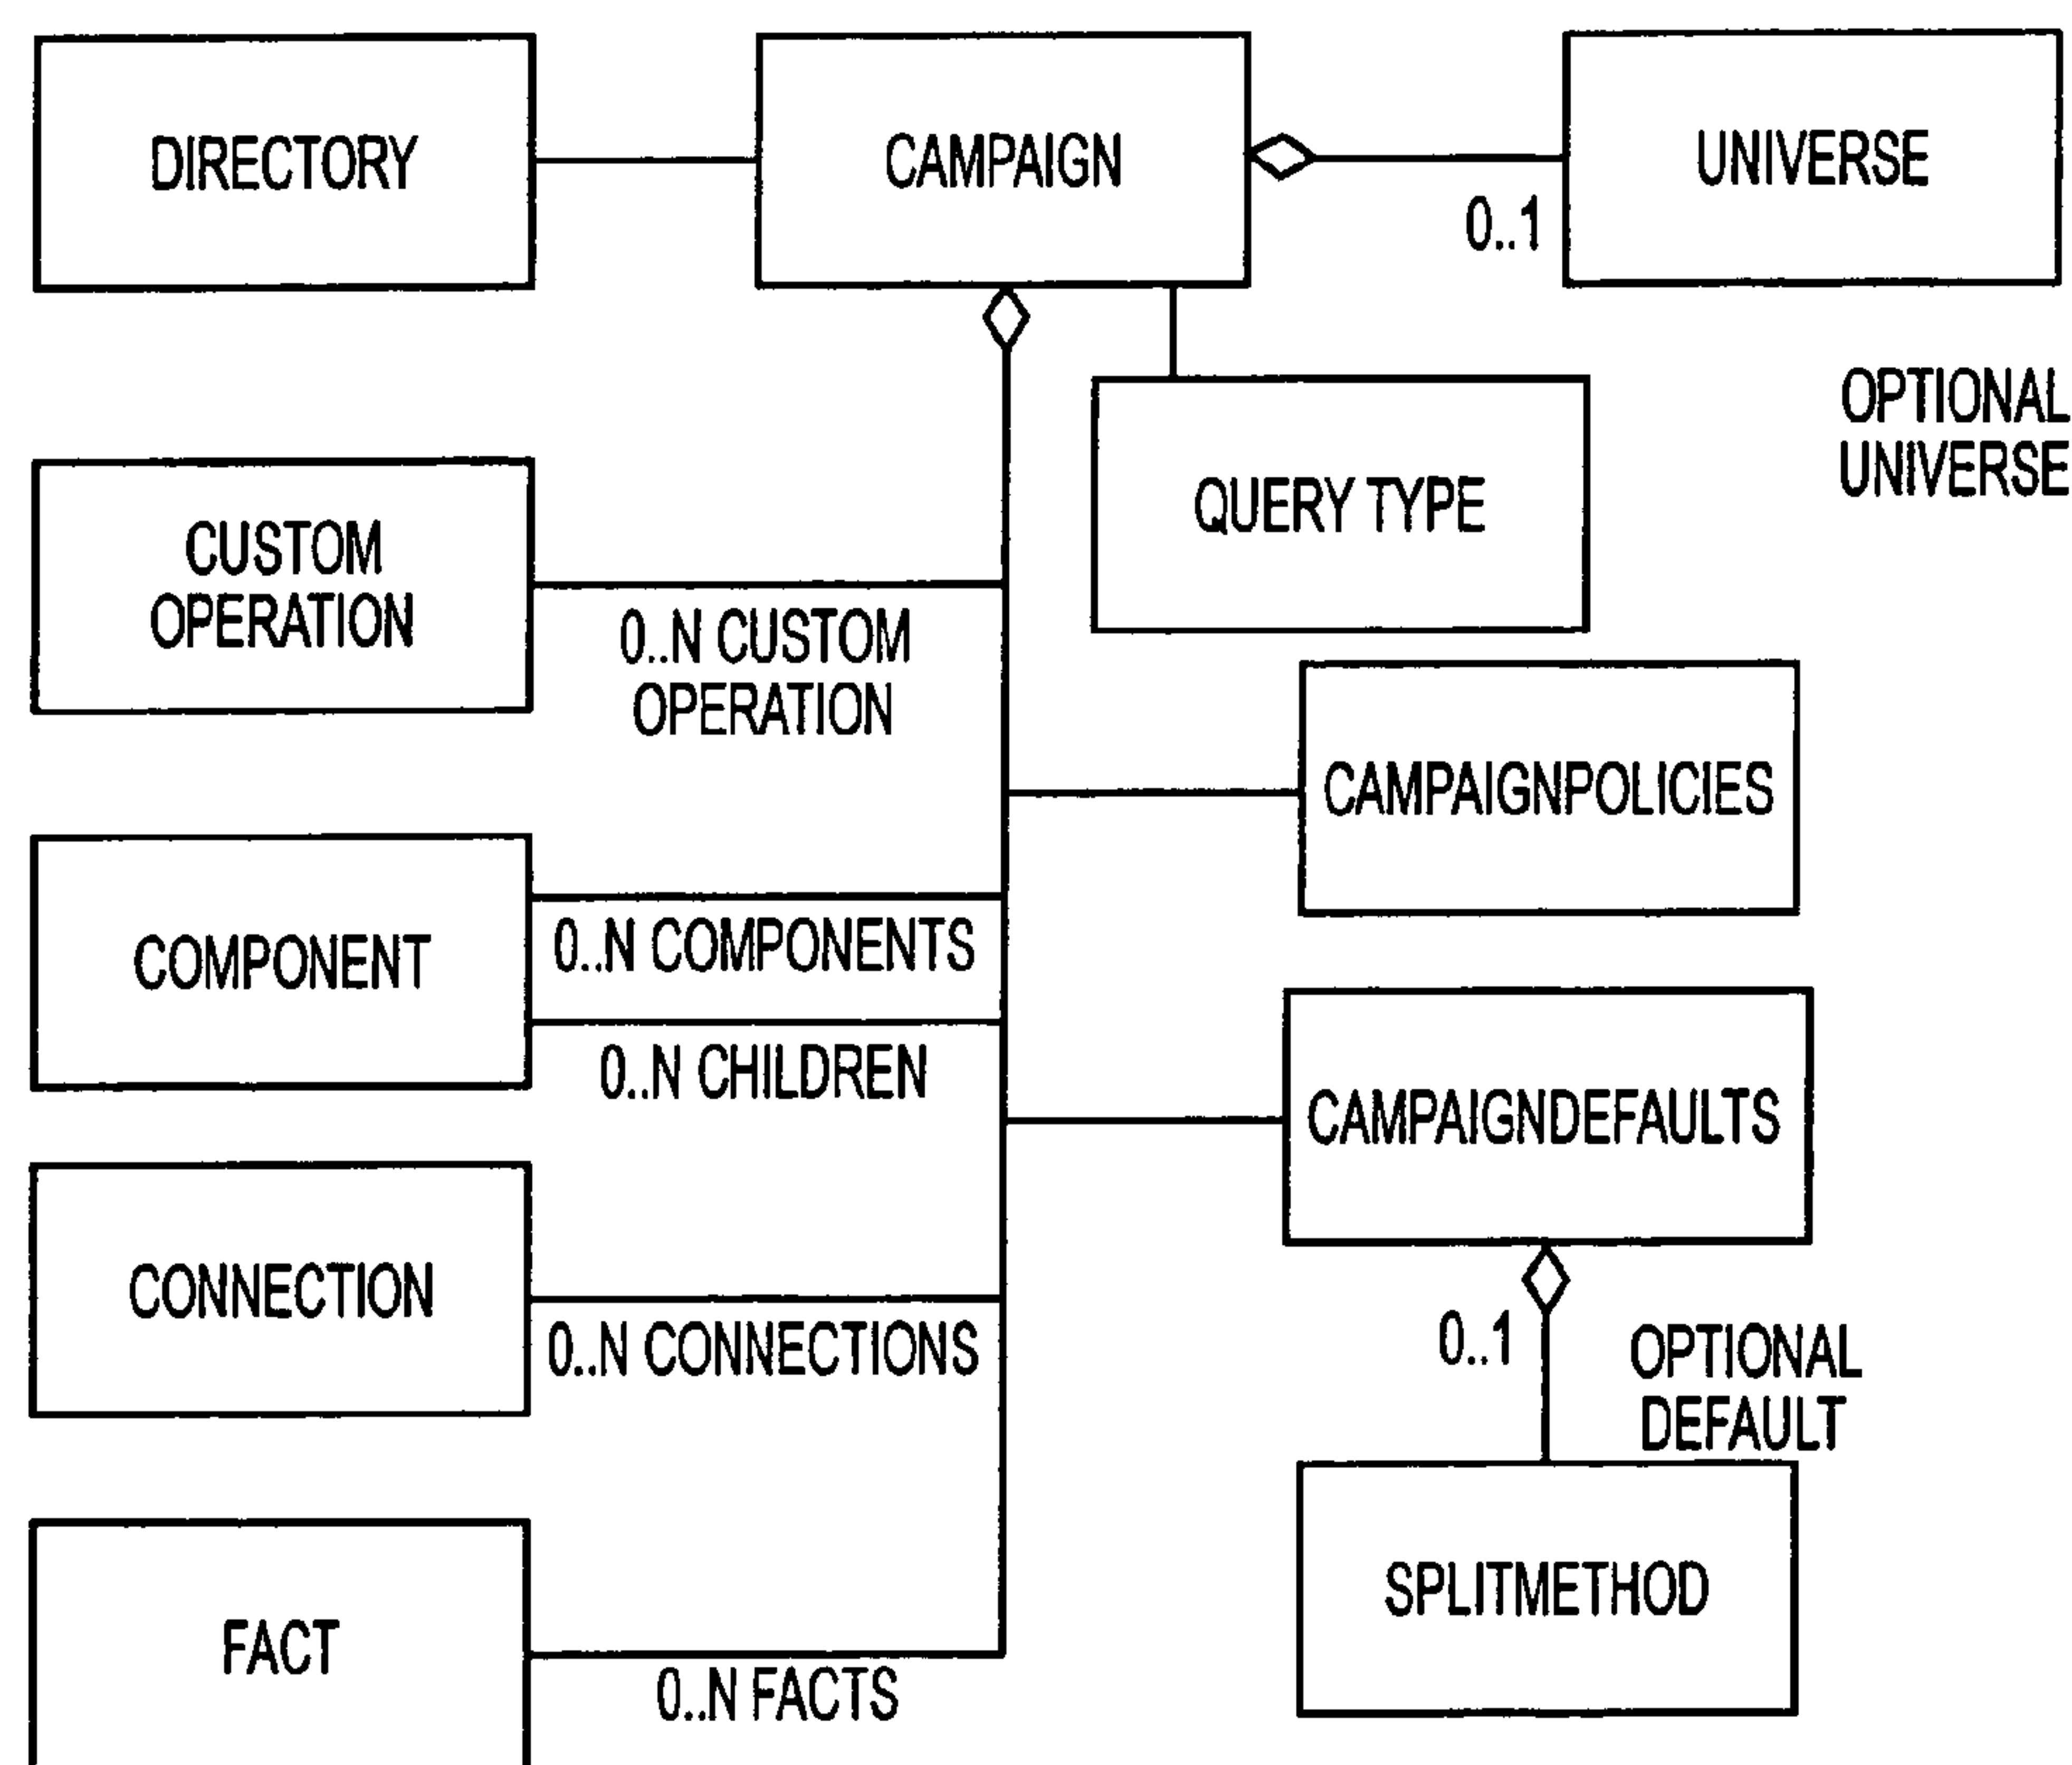 DIRECTORY
CAMPAIGN
UNIVERSE
0..1
OPTIONAL
UNIVERSE
QUERY TYPE
CUSTOM
OPERATION
0..N CUSTOM
OPERATION
CAMPAIGNPOLICIES
COMPONENT
0..N COMPONENTS
0..N CHILDREN
CAMPAIGNDEFAULTS
CONNECTION
0..N CONNECTIONS
0..1
OPTIONAL
DEFAULT
SPLITMETHOD
FACT
0..N FACTS